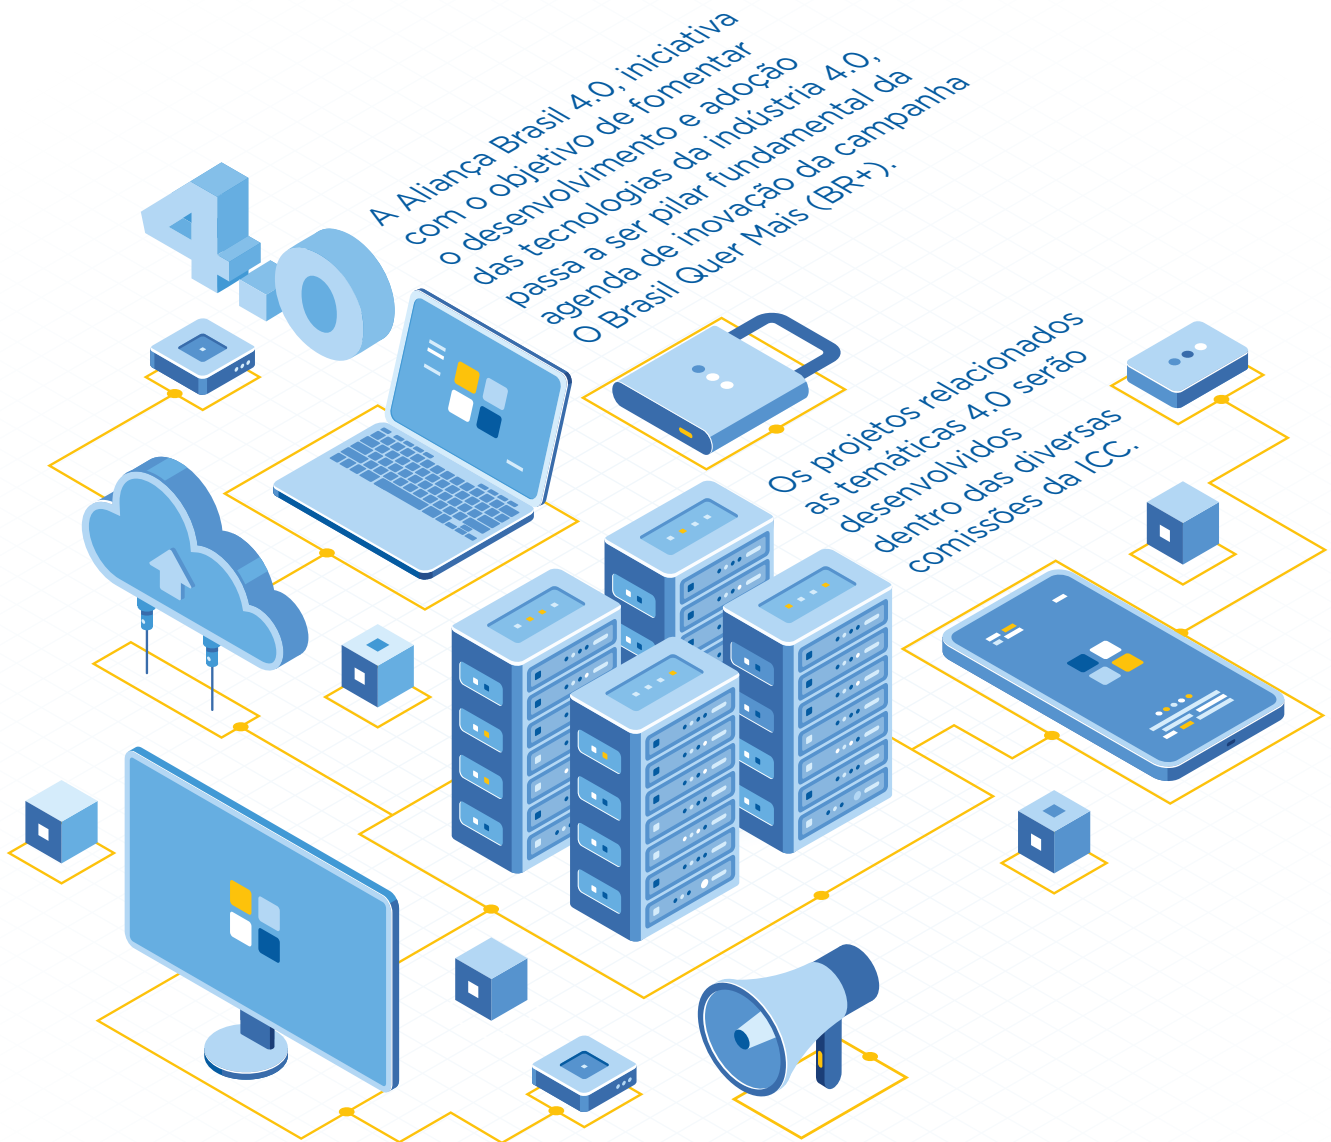 4.0
A Aliança Brasil 4.0, iniciativa
com o objetivo de fomentar
o desenvolvimento e adoção
das tecnologias da indústria 4.0,
passa a ser pilar fundamental da
agenda de inovação da campanha
O Brasil Quer Mais (BR+).
Os projetos relacionados
as temáticas 4.0 serão
desenvolvidos
dentro das diversas
comissões da ICC.